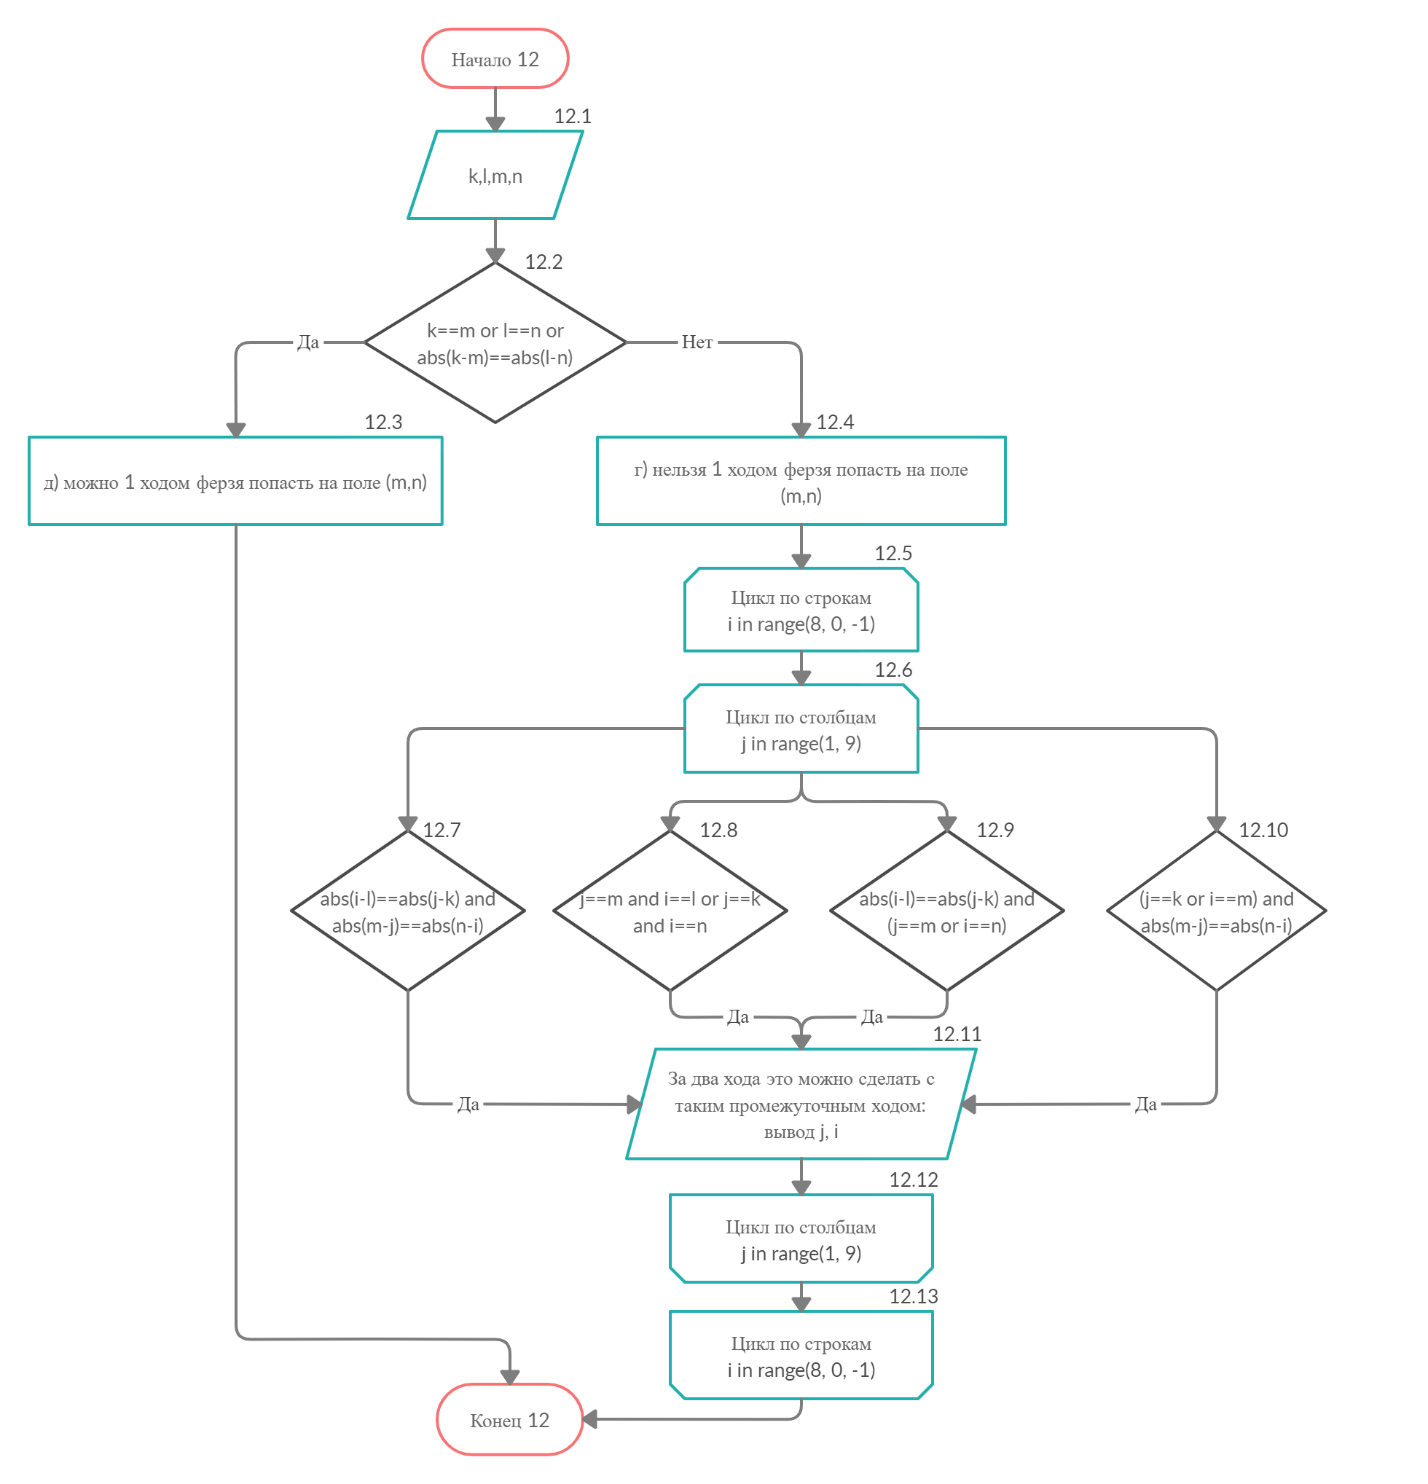 Начало 12
12.1
k,l,m,n
12.2
k==m or l==n or
abs(k-m)==abs(l-n)
Да
Нет
12.3
д) можно 1 ходом ферзя попасть на поле (m,n)
12.4
г) нельзя 1 ходом ферзя попасть на поле
(m,n)
12.5
Цикл по строкам
i in range(8, 0, -1)
12.6
Цикл по столбцам
j in range(1, 9)
12.7
abs(i-l)==abs(j-k) and
abs(m-j)==abs(n-i)
12.8
j==m and i==l or j==k
and i==n
12.9
abs(i-l)==abs(j-k) and
(j==m or i==n)
12.10
(j==k or i==m) and
abs(m-j)==abs(n-i)
Да
Да
Да
Да
12.11
За два хода это можно сделать с
таким промежуточным ходом:
вывод j, i
12.12
Цикл по столбцам
j in range(1, 9)
12.13
Цикл по строкам
i in range(8, 0, -1)
Конец 12